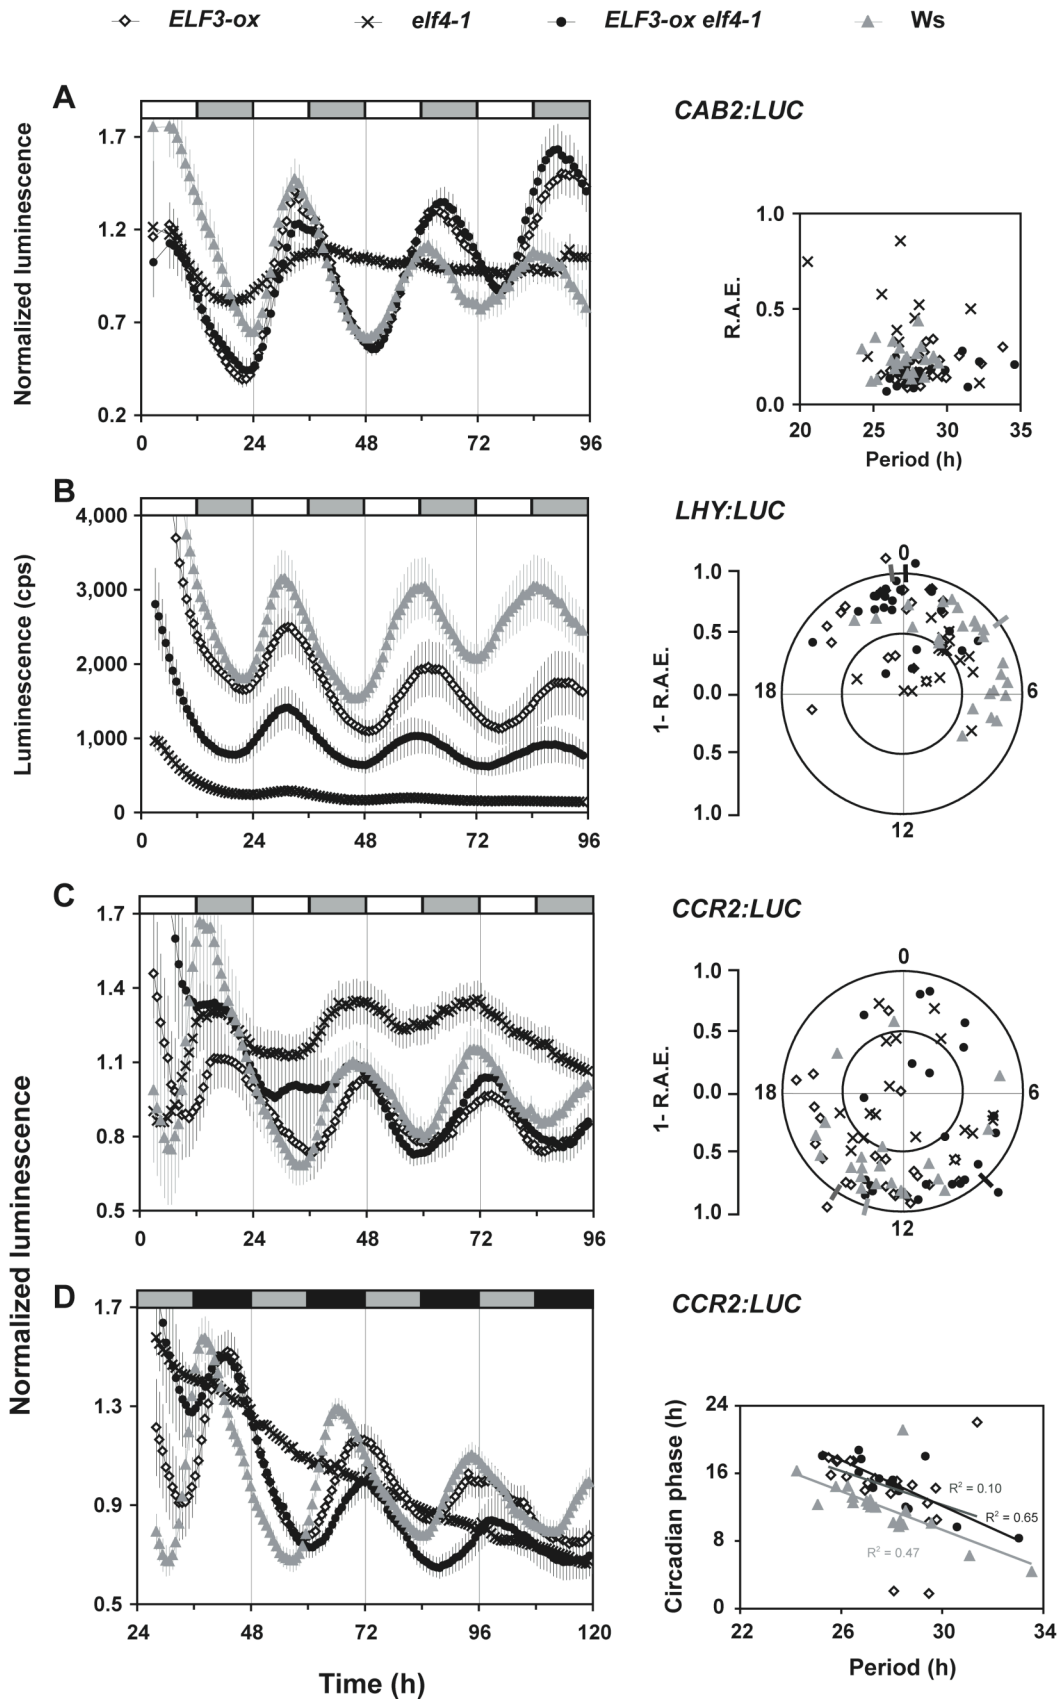 ELF3-ox elf4-1 ELF3-ox elf4-1 Ws
A
CAB2:LUC
Normalized luminescence
1.7
1.2
0.7
0.2
0 24 48 72 96
R.A.E.
1.0
0.5
0.0
20 25 30 35
Period (h)
B
LHY:LUC
Luminescence (cps)
4,000
3,000
2,000
1,000
0
0 24 48 72 96
1- R.A.E.
1.0
0.5
0.0
0.5
1.0
0
18
6
12
C
CCR2:LUC
Normalized luminescence
1.7
1.4
1.1
0.8
0.5
0 24 48 72 96
1- R.A.E.
1.0
0.5
0.0
0.5
1.0
0
18
6
12
D
CCR2:LUC
1.7
1.3
0.9
0.5
24 48 72 96 120
Time (h)
Circadian phase (h)
24
16
8
0
R² = 0.10
R² = 0.65
R² = 0.47
22 26 30 34
Period (h)